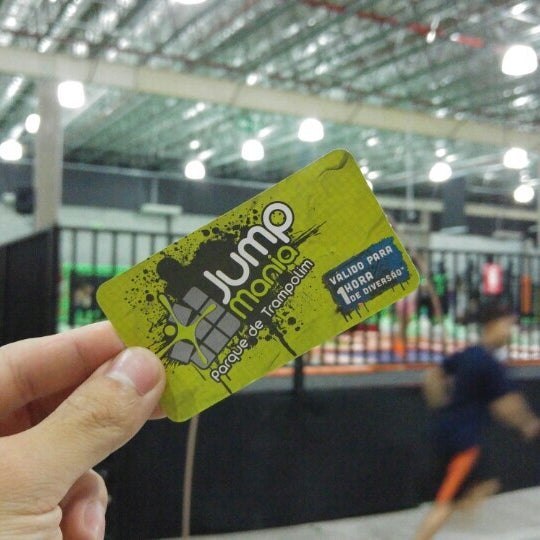 Jump
mania
Parque de Trampolim
VÁLIDO PARA
1 HORA
DE DIVERSÃO*